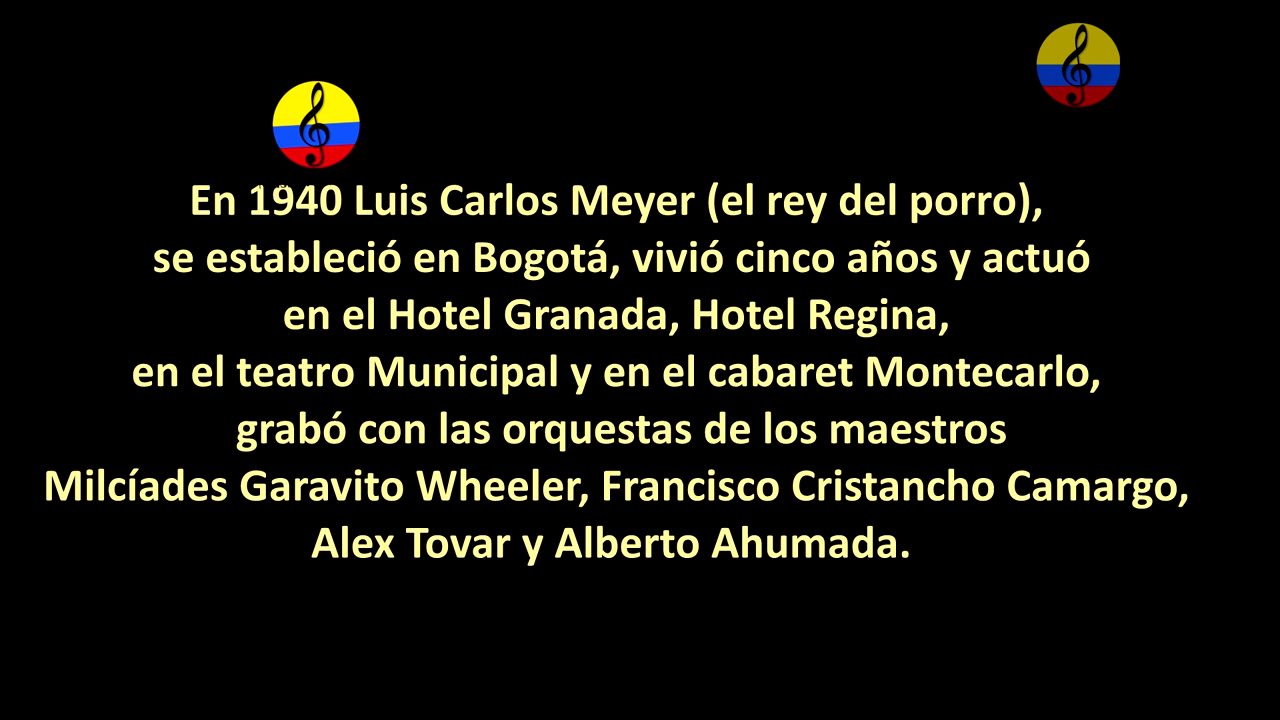 En 1940 Luis Carlos Meyer (el rey del porro),
se estableció en Bogotá, vivió cinco años y actuó
en el Hotel Granada, Hotel Regina,
en el teatro Municipal y en el cabaret Montecarlo,
grabó con las orquestas de los maestros
Milcíades Garavito Wheeler, Francisco Cristancho Camargo,
Alex Tovar y Alberto Ahumada.